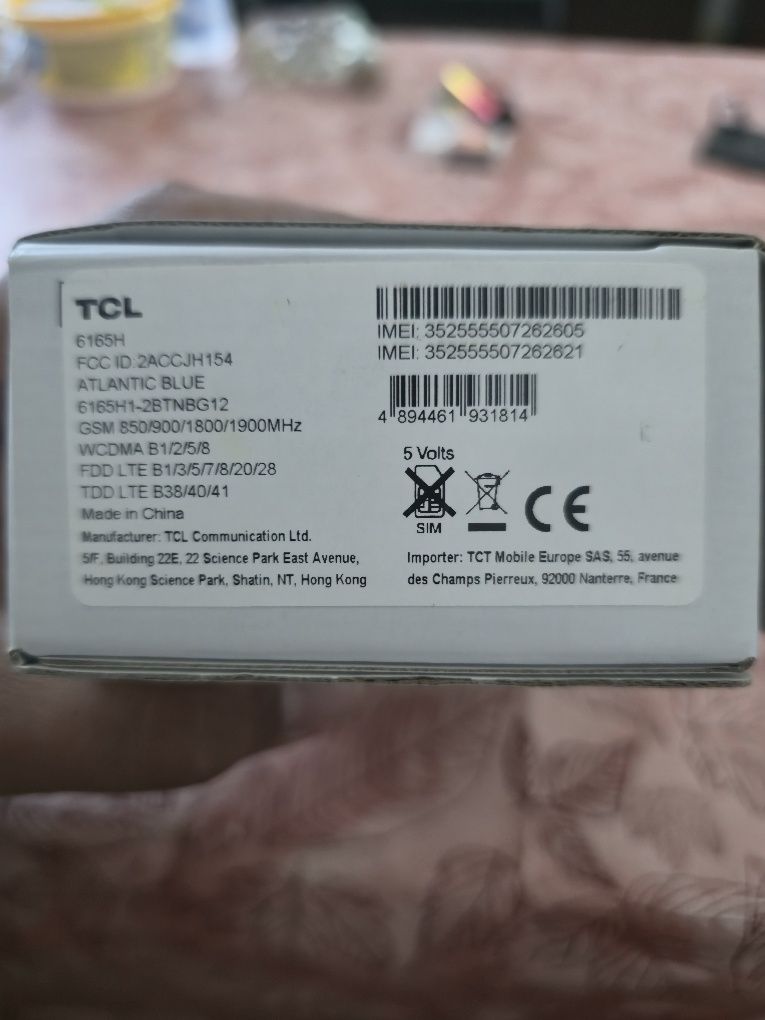 TCL
6165H
FCC ID:2ACCJH154
ATLANTIC BLUE
6165H1-2BTNBG12
GSM 850/900/1800/1900MHz
WCDMA B1/2/5/8
FDD LTE B1/3/5/7/8/20/28
TDD LTE B38/40/41
Made in China
Manufacturer: TCL Communication Ltd.
5/F, Building 22E, 22 Science Park East Avenue,
Hong Kong Science Park, Shatin, NT, Hong Kong
IMEI: 352555507262605
IMEI: 352555507262621
4 894461 931814
5 Volts
SIM
CE
Importer: TCT Mobile Europe SAS, 55, avenue
des Champs Pierreux, 92000 Nanterre, France